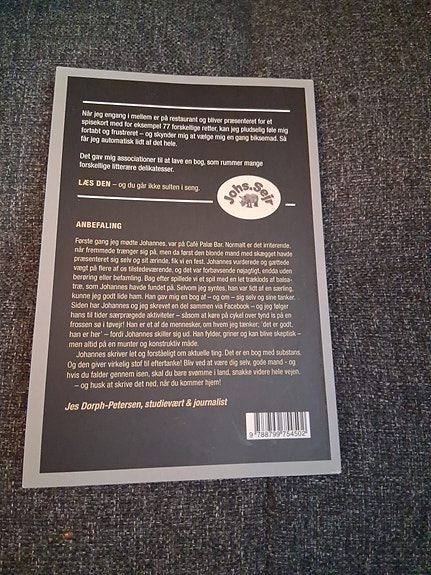 Når jeg engang i mellem er på restaurant og bliver præsenteret for et
spisekort med for eksempel 77 forskellige retter, kan jeg pludselig føle mig
fortabt og frustreret – og skynder mig at vælge mig en gang biksemad. Så
får jeg automatisk lidt af det hele.
Det gav mig associationer til at lave en bog, som rummer mange
forskellige litterære delikatesser.
LÆS DEN – og du går ikke sulten i seng.
Johs.Sejr
ANBEFALING
Første gang jeg mødte Johannes, var på Café Palæ Bar. Normalt er det irriterende,
når fremmede trænger sig på, men da først den blonde mand med skægget havde
præsenteret sig selv og sit ærinde, fik vi en fest. Johannes vurderede og gættede
vægt på flere af os tilstedeværende, og det var forbavsende nøjagtigt, endda uden
berøring eller befamling. Bag efter spillede vi et spil med en let træklods af balsa-
træ, som Johannes havde fundet på. Selvom jeg syntes, han var lidt af en særling,
kunne jeg godt lide ham. Han gav mig en bog af – og om – sig selv og sine tanker.
Siden har Johannes og jeg skrevet en del sammen via Facebook – og jeg følger
hans til tider særprægede aktiviteter – såsom at køre på cykel over tynd is på en
frossen sø i tøvejr! Han er et af de mennesker, om hvem jeg tænker; ’det er godt,
han er her’ – fordi Johannes skiller sig ud. Han fylder, griner og kan blive skeptisk –
men altid på en munter og konstruktiv måde.
Johannes skriver let og forståeligt om aktuelle ting. Det er en bog med substans.
Og den giver virkelig stof til eftertanke! Bliv ved at være dig selv, gode mand - og
hvis du falder gennem isen, skal du bare svømme i land, snakke videre hele vejen,
– og husk at skrive det ned, når du kommer hjem!
Jes Dorph-Petersen, studievært & journalist
9 788799 754502